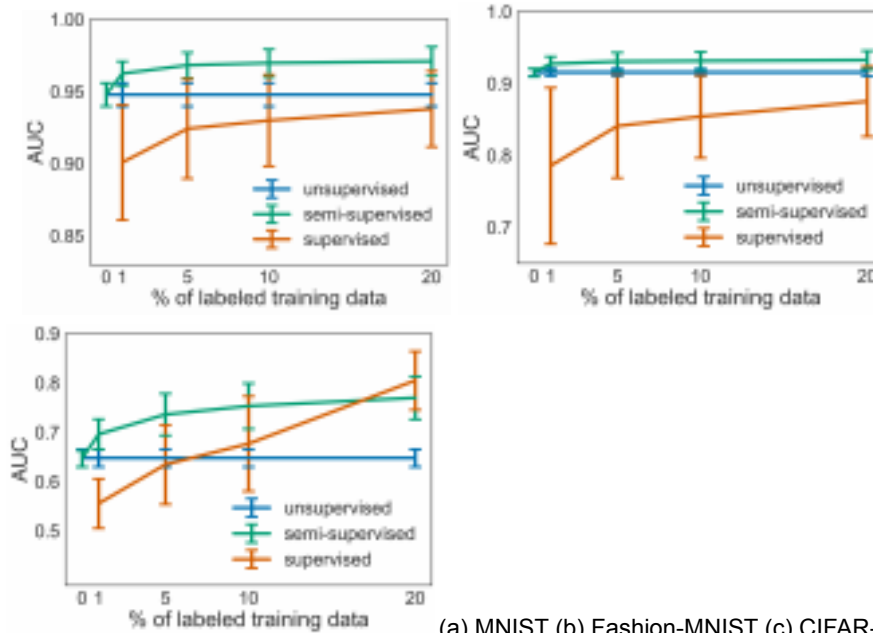 1.00
0.95
0.90
0.85
AUC
unsupervised
semi-supervised
supervised
0 1 5 10 20
% of labeled training data
0.9
0.8
0.7
AUC
unsupervised
semi-supervised
supervised
0 1 5 10 20
% of labeled training data
0.9
0.8
0.7
0.6
0.5
AUC
unsupervised
semi-supervised
supervised
0 1 5 10 20
% of labeled training data
(a) MNIST (b) Fashion-MNIST (c) CIFAR-